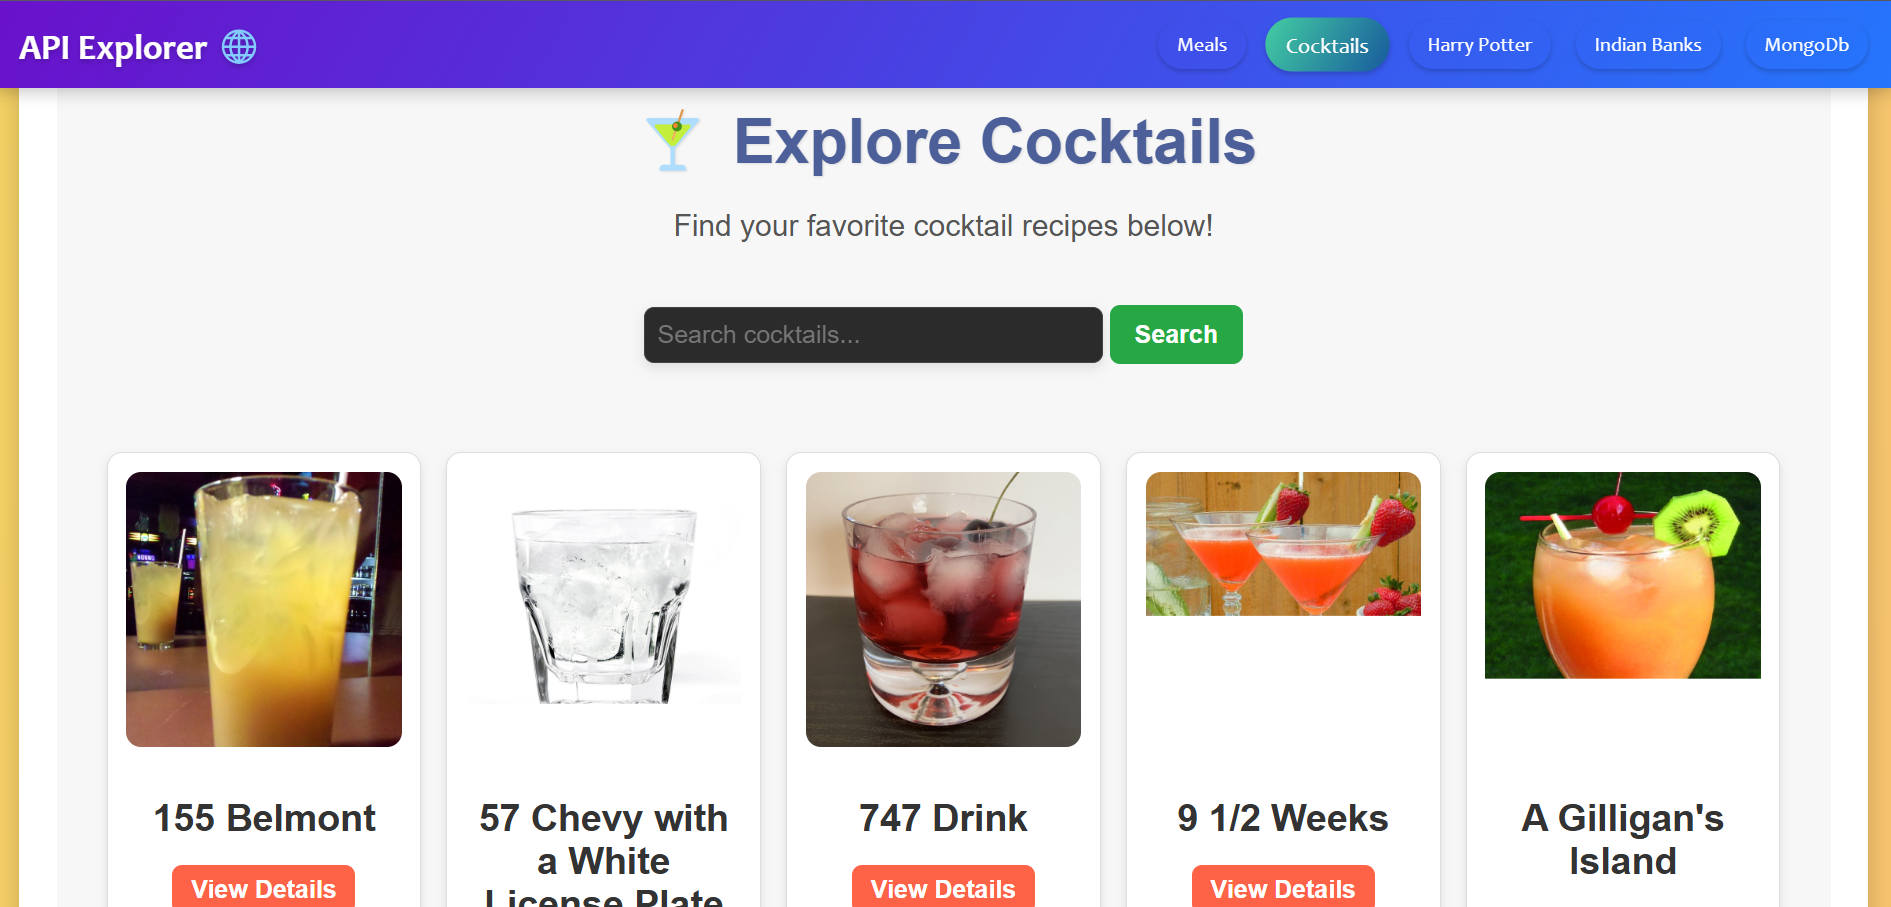 API Explorer
Meals
Cocktails
Harry Potter
Indian Banks
MongoDb
Explore Cocktails
Find your favorite cocktail recipes below!
Search cocktails...
Search
155 Belmont
View Details
57 Chevy with
a White
License Plate
747 Drink
View Details
9 1/2 Weeks
View Details
A Gilligan's
Island